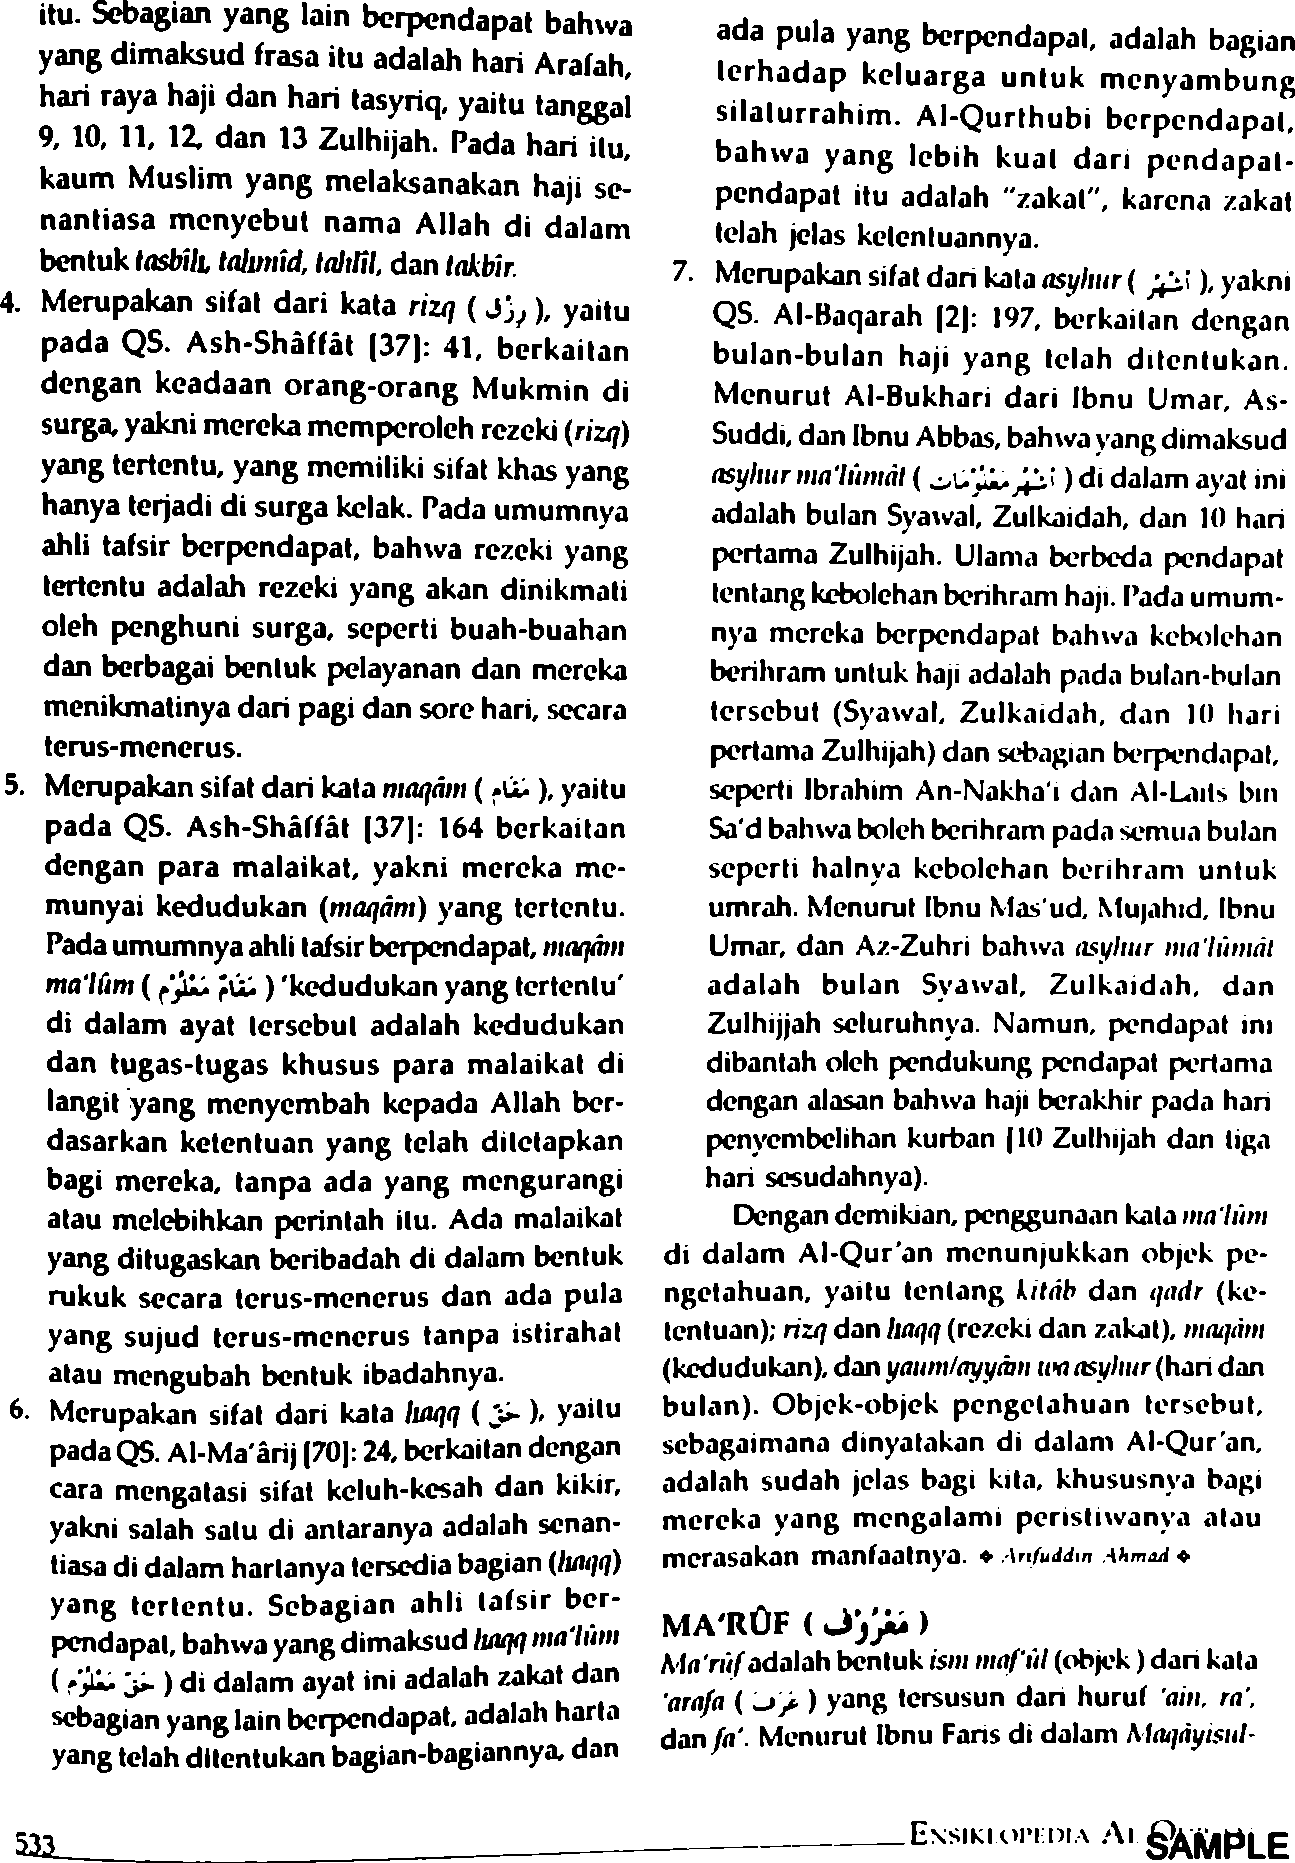 itu. Sebagian yang lain berpendapat bahwa
yang dimaksud frasa itu adalah hari Arafah,
hari raya haji dan hari tasyriq, yaitu tanggal
9, 10, 11, 12, dan 13 Zulhijah. Pada hari itu,
kaum Muslim yang melaksanakan haji se-
nantiasa menyebut nama Allah di dalam
bentuk tasbîh, tahmîd, tahlîl, dan takbîr.
4. Merupakan sifat dari kata rizq ( رِزْق ), yaitu
pada QS. Ash-Shâffât [37]: 41, berkaitan
dengan keadaan orang-orang Mukmin di
surga, yakni mereka memperoleh rezeki (rizq)
yang tertentu, yang memiliki sifat khas yang
hanya terjadi di surga kelak. Pada umumnya
ahli tafsir berpendapat, bahwa rezeki yang
tertentu adalah rezeki yang akan dinikmati
oleh penghuni surga, seperti buah-buahan
dan berbagai bentuk pelayanan dan mereka
menikmatinya dari pagi dan sore hari, secara
terus-menerus.
5. Merupakan sifat dari kata maqâm ( مَقَام ), yaitu
pada QS. Ash-Shâffât [37]: 164 berkaitan
dengan para malaikat, yakni mereka me-
munyai kedudukan (maqâm) yang tertentu.
Pada umumnya ahli tafsir berpendapat, maqâm
ma'lûm ( مَقَامٌ مَعْلُوْم ) 'kedudukan yang tertentu'
di dalam ayat tersebut adalah kedudukan
dan tugas-tugas khusus para malaikat di
langit yang menyembah kepada Allah ber-
dasarkan ketentuan yang telah ditetapkan
bagi mereka, tanpa ada yang mengurangi
atau melebihkan perintah itu. Ada malaikat
yang ditugaskan beribadah di dalam bentuk
rukuk secara terus-menerus dan ada pula
yang sujud terus-menerus tanpa istirahat
atau mengubah bentuk ibadahnya.
6. Merupakan sifat dari kata haqq ( حَقّ ), yaitu
pada QS. Al-Ma'ârij [70]: 24, berkaitan dengan
cara mengatasi sifat keluh-kesah dan kikir,
yakni salah satu di antaranya adalah senan-
tiasa di dalam hartanya tersedia bagian (haqq)
yang tertentu. Sebagian ahli tafsir ber-
pendapat, bahwa yang dimaksud haqq ma'lûm
( حَقّ مَعْلُوْم ) di dalam ayat ini adalah zakat dan
sebagian yang lain berpendapat, adalah harta
yang telah ditentukan bagian-bagiannya, dan
ada pula yang berpendapat, adalah bagian
terhadap keluarga untuk menyambung
silaturrahim. Al-Qurthubi berpendapat,
bahwa yang lebih kuat dari pendapat-
pendapat itu adalah "zakat", karena zakat
telah jelas ketentuannya.
7. Merupakan sifat dari kata asyhur ( أَشْهُر ), yakni
QS. Al-Baqarah [2]: 197, berkaitan dengan
bulan-bulan haji yang telah ditentukan.
Menurut Al-Bukhari dari Ibnu Umar, As-
Suddi, dan Ibnu Abbas, bahwa yang dimaksud
asyhur ma'lûmât ( أَشْهُر مَعْلُوْمَات ) di dalam ayat ini
adalah bulan Syawal, Zulkaidah, dan 10 hari
pertama Zulhijah. Ulama berbeda pendapat
tentang kebolehan berihram haji. Pada umum-
nya mereka berpendapat bahwa kebolehan
berihram untuk haji adalah pada bulan-bulan
tersebut (Syawal, Zulkaidah, dan 10 hari
pertama Zulhijah) dan sebagian berpendapat,
seperti Ibrahim An-Nakha'i dan Al-Laits bin
Sa'd bahwa boleh berihram pada semua bulan
seperti halnya kebolehan berihram untuk
umrah. Menurut Ibnu Mas'ud, Mujahid, Ibnu
Umar, dan Az-Zuhri bahwa asyhur ma'lûmât
adalah bulan Syawal, Zulkaidah, dan
Zulhijjah seluruhnya. Namun, pendapat ini
dibantah oleh pendukung pendapat pertama
dengan alasan bahwa haji berakhir pada hari
penyembelihan kurban [10 Zulhijah dan tiga
hari sesudahnya).
Dengan demikian, penggunaan kata ma'lûm
di dalam Al-Qur'an menunjukkan objek pe-
ngetahuan, yaitu tentang kitâb dan qadr (ke-
tentuan); rizq dan haqq (rezeki dan zakat), maqâm
(kedudukan), dan yaum/ayyâm wa asyhur (hari dan
bulan). Objek-objek pengetahuan tersebut,
sebagaimana dinyatakan di dalam Al-Qur'an,
adalah sudah jelas bagi kita, khususnya bagi
mereka yang mengalami peristiwanya atau
merasakan manfaatnya. ✦ Arifuddin Ahmad ✦
MA'RÛF ( مَعْرُوْف )
Ma'rûf adalah bentuk ism maf'ûl (objek) dari kata
'arafa ( عَرَفَ ) yang tersusun dari huruf 'ain, ra',
dan fa'. Menurut Ibnu Faris di dalam Maqâyisul-
533 ENSIKLOPEDIA AL
SAMPLE